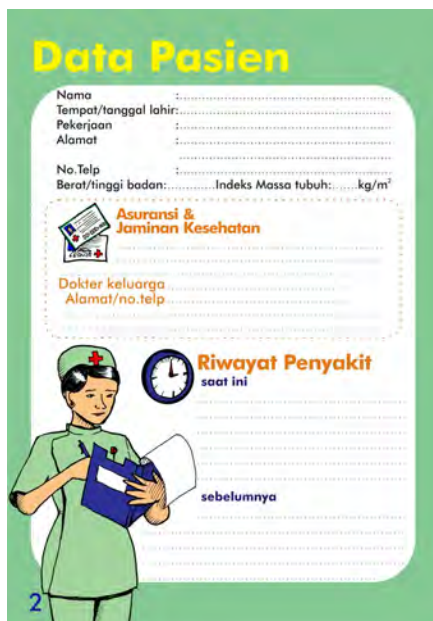 Data Pasien
Nama :
Tempat/tanggal lahir:
Pekerjaan :
Alamat :
No.Telp :
Berat/tinggi badan:............Indeks Massa tubuh:......kg/m²
Asuransi &
Jaminan Kesehatan
Dokter keluarga
Alamat/no.telp
Riwayat Penyakit
saat ini
sebelumnya
2